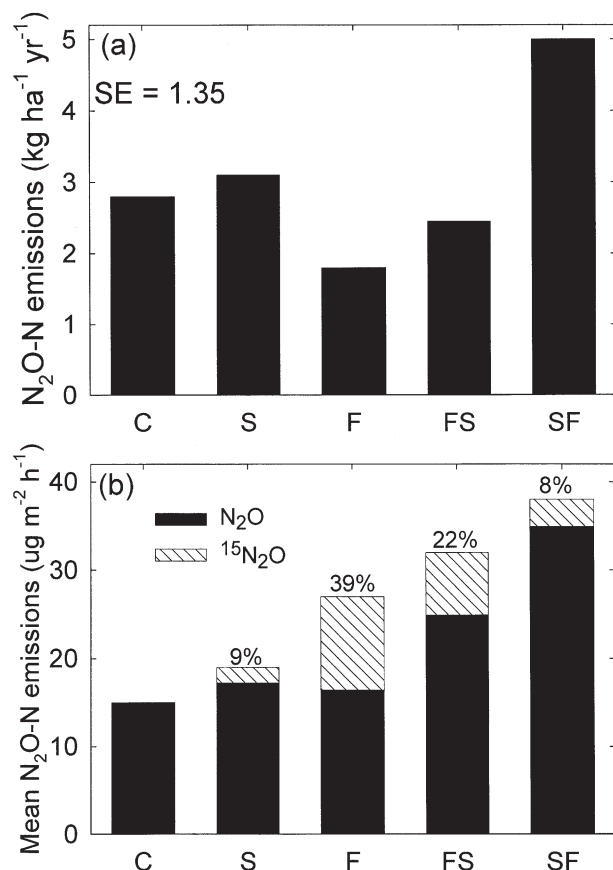 (a)
SE = 1.35
N₂O-N emissions (kg ha⁻¹ yr⁻¹)
5
4
3
2
1
0
C S F FS SF
(b)
N₂O
¹⁵N₂O
Mean N₂O-N emissions (ug m⁻² h⁻¹)
40
30
20
10
0
9%
39%
22%
8%
C S F FS SF